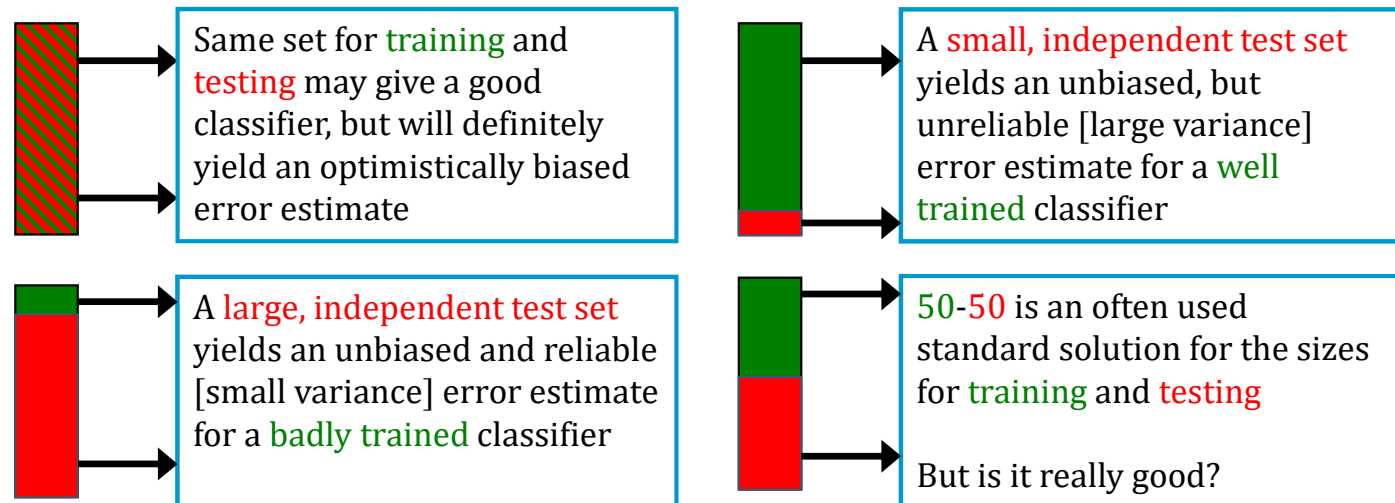 Same set for training and
testing may give a good
classifier, but will definitely
yield an optimistically biased
error estimate
A small, independent test set
yields an unbiased, but
unreliable [large variance]
error estimate for a well
trained classifier
A large, independent test set
yields an unbiased and reliable
[small variance] error estimate
for a badly trained classifier
50-50 is an often used
standard solution for the sizes
for training and testing
But is it really good?